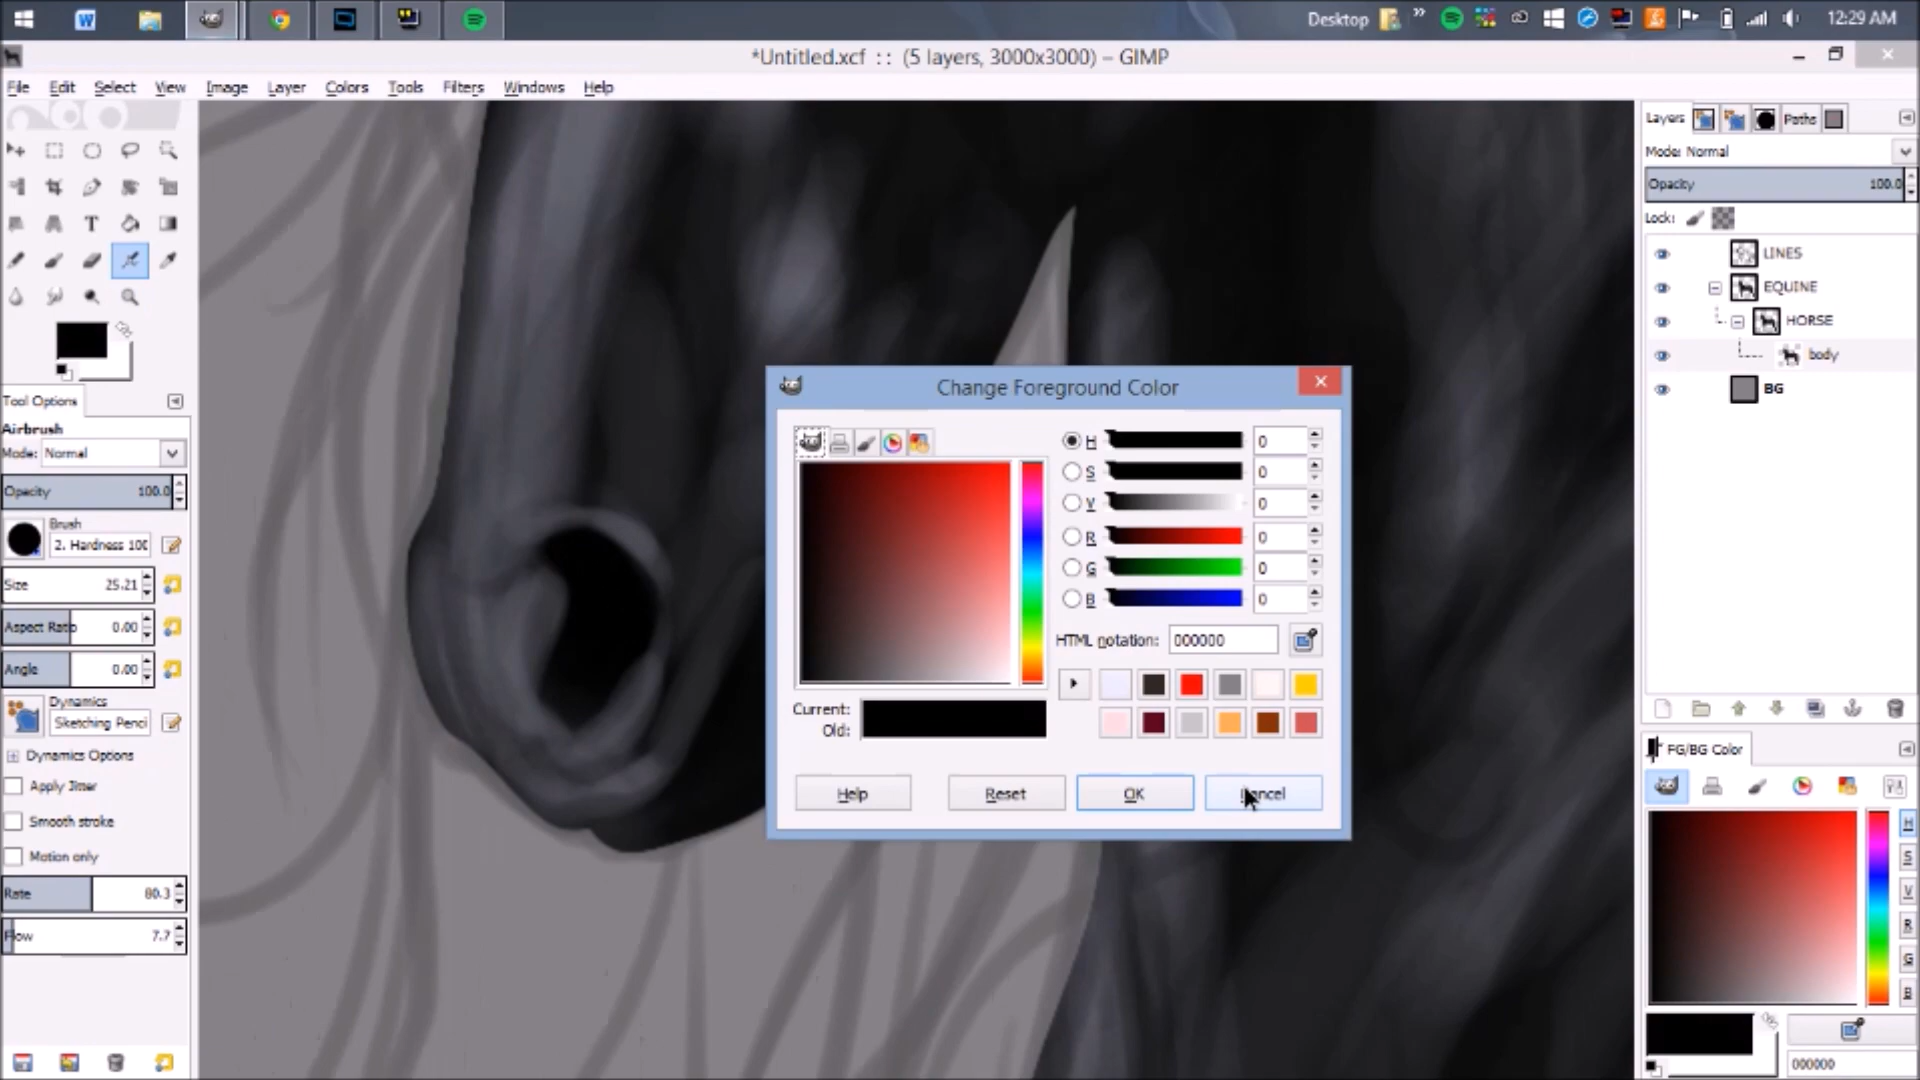 Desktop
»
12:29 AM
*Untitled.xcf :: (5 layers, 3000x3000) – GIMP
File Edit Select View Image Layer Colors Tools Filters Windows Help
Tool Options
Airbrush
Mode: Normal
Opacity 100.0
Brush
2. Hardness 100
Size 25.21
Aspect Ratio 0.00
Angle 0.00
Dynamics
Sketching Pencil
Dynamics Options
Apply Jitter
Smooth stroke
Motion only
Rate 80.3
Flow 7.7
Change Foreground Color
H 0
S 0
V 0
R 0
G 0
B 0
HTML notation: 000000
Current:
Old:
Help Reset OK Cancel
Layers Paths
Mode: Normal
Opacity 100.0
Lock:
LINES
EQUINE
HORSE
body
BG
FG/BG Color
H
S
V
R
G
B
000000